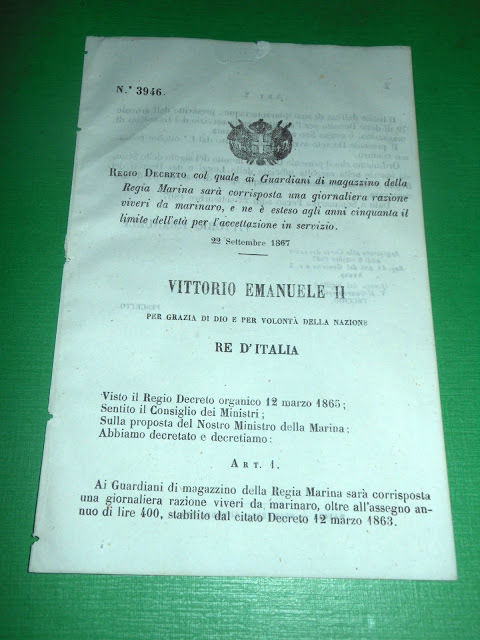 N.° 3946.
REGIO DECRETO col quale ai Guardiani di magazzino della
Regia Marina sarà corrisposta una giornaliera razione
viveri da marinaro, e ne è esteso agli anni cinquanta il
limite dell'età per l'accettazione in servizio.
22 Settembre 1867
VITTORIO EMANUELE II
PER GRAZIA DI DIO E PER VOLONTÀ DELLA NAZIONE
RE D'ITALIA
Visto il Regio Decreto organico 12 marzo 1865;
Sentito il Consiglio dei Ministri;
Sulla proposta del Nostro Ministro della Marina;
Abbiamo decretato e decretiamo:
ART. 1.
Ai Guardiani di magazzino della Regia Marina sarà corrisposta
una giornaliera razione viveri da marinaro, oltre all'assegno an-
nuo di lire 400, stabilito dal citato Decreto 12 marzo 1863.